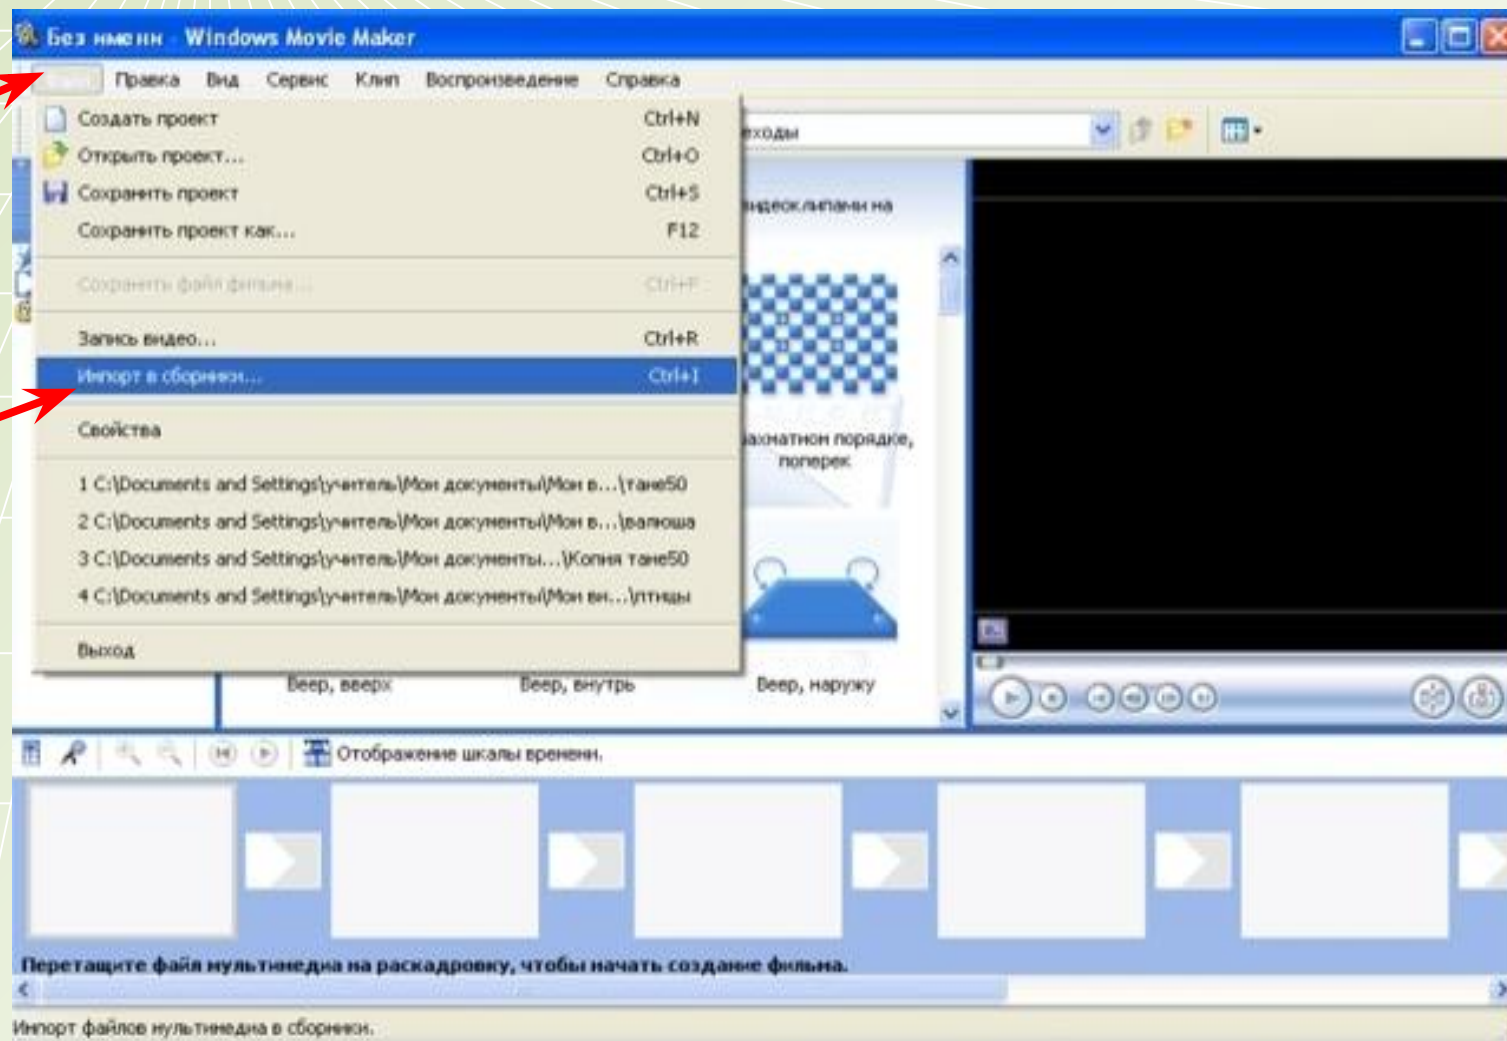 Без имени - Windows Movie Maker
Правка Вид Сервис Клип Воспроизведение Справка
Создать проект Ctrl+N
Открыть проект... Ctrl+O
Сохранить проект Ctrl+S
Сохранить проект как... F12
Сохранить файл фильма... Ctrl+P
Запись видео... Ctrl+R
Импорт в сборники... Ctrl+I
Свойства
1 C:\Documents and Settings\учитель\Мои документы\Мои в...\тане50
2 C:\Documents and Settings\учитель\Мои документы\Мои в...\валюша
3 C:\Documents and Settings\учитель\Мои документы...\Копия тане50
4 C:\Documents and Settings\учитель\Мои документы\Мои ви...\птицы
Выход
еходы
видеоклипами на
ахматном порядке,
поперек
Веер, вверх Веер, внутрь Веер, наружу
Отображение шкалы времени.
Перетащите файл мультимедиа на раскадровку, чтобы начать создание фильма.
Импорт файлов мультимедиа в сборники.